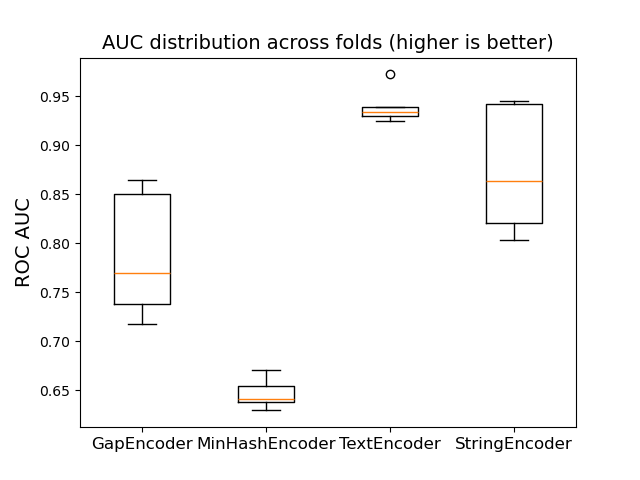 AUC distribution across folds (higher is better)
ROC AUC
0.95
0.90
0.85
0.80
0.75
0.70
0.65
GapEncoder MinHashEncoder TextEncoder StringEncoder